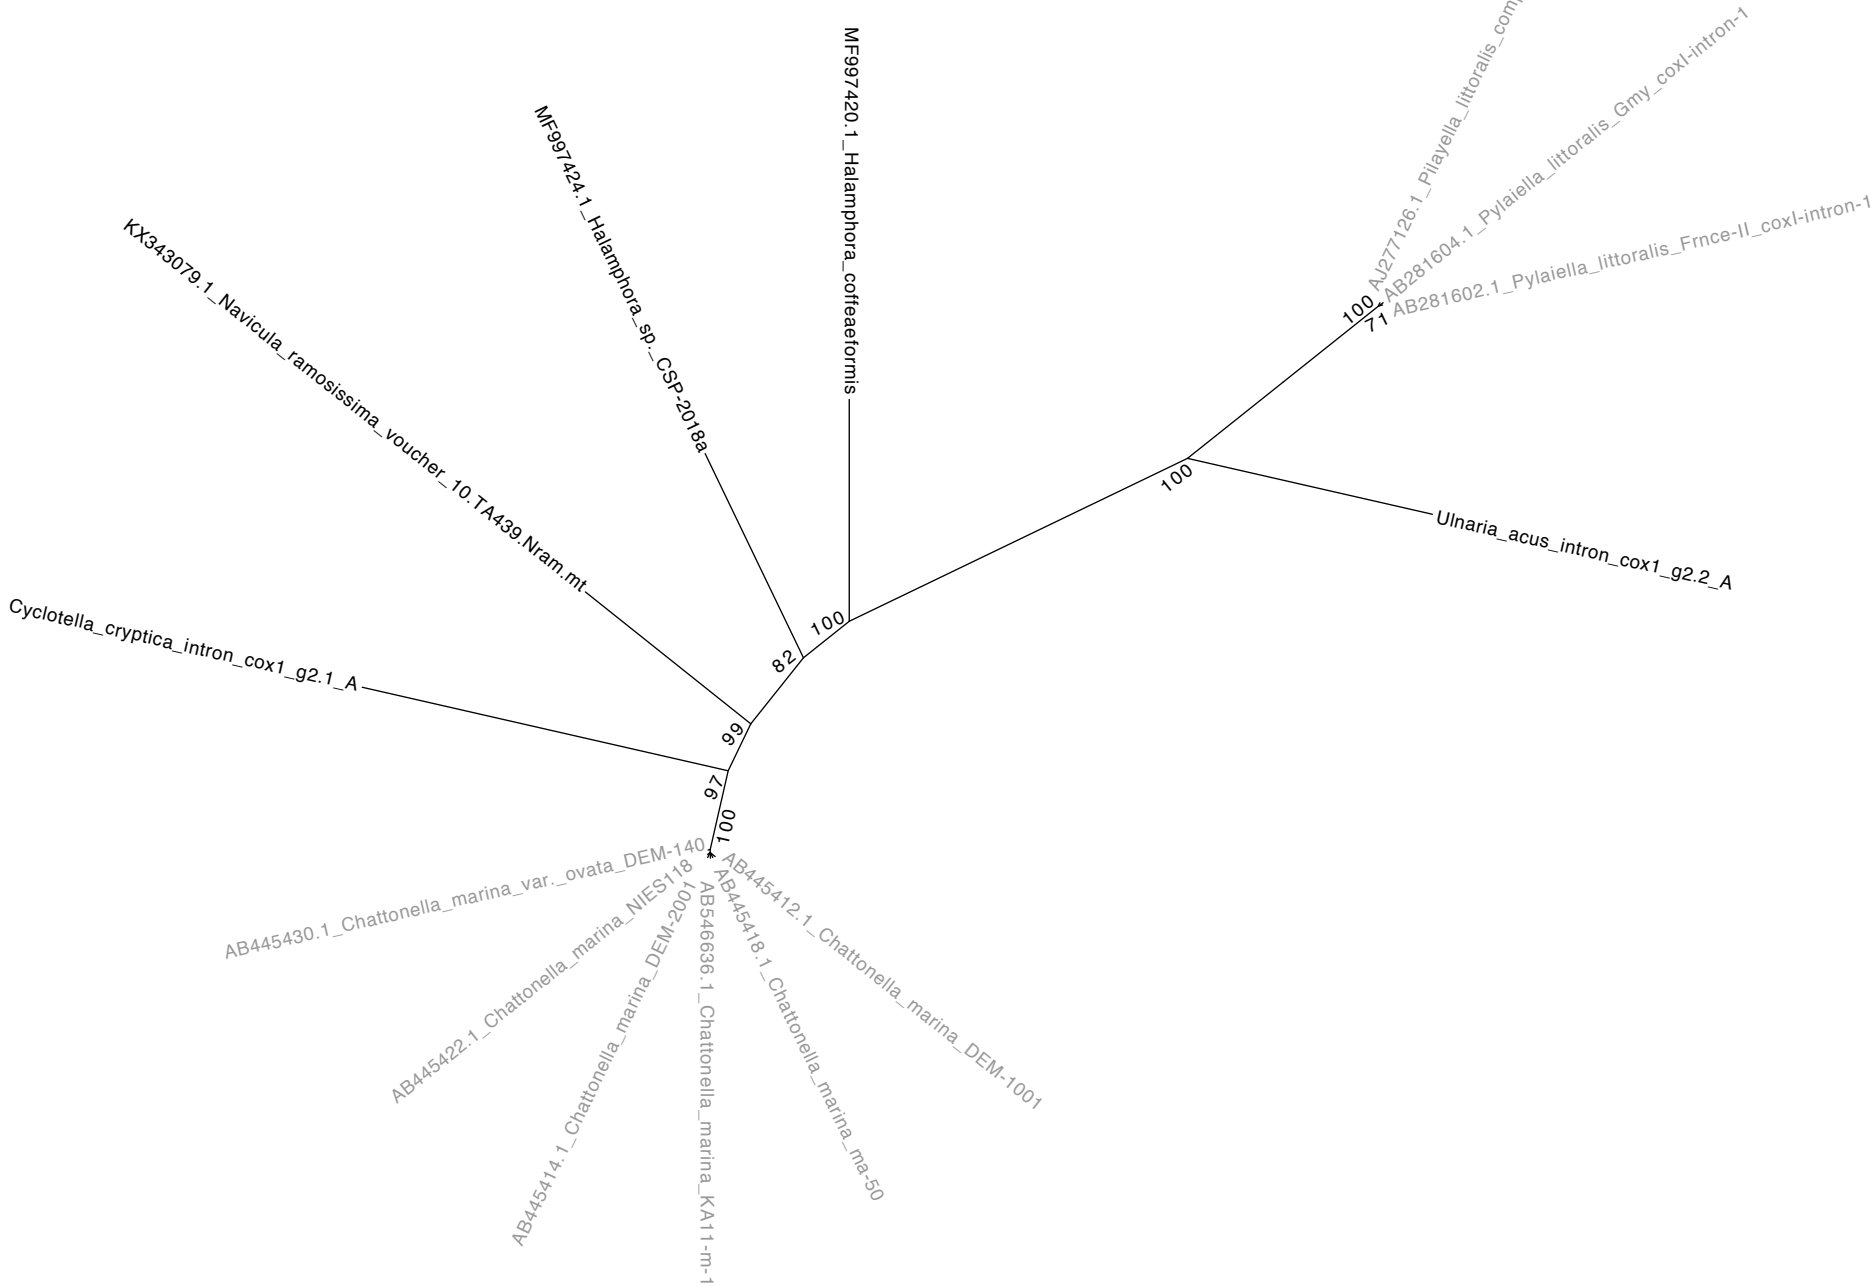 AJ277126.1_Pilayella_littoralis_com
AB281604.1_Pylaiella_littoralis_Gmy_coxI-intron-1
AB281602.1_Pylaiella_littoralis_Frnce-II_coxI-intron-1
100
71
100
Ulnaria_acus_intron_cox1_g2.2_A
MF997420.1_Halamphora_coffeaeformis
MF997424.1_Halamphora_sp._CSP-2018a
KX343079.1_Navicula_ramosissima_voucher_10.TA439.Nram.mt
Cyclotella_cryptica_intron_cox1_g2.1_A
100
82
99
97
100
AB445430.1_Chattonella_marina_var._ovata_DEM-140
AB445422.1_Chattonella_marina_NIES118
AB445414.1_Chattonella_marina_DEM-2001
AB546636.1_Chattonella_marina_KA11-m-1
AB445418.1_Chattonella_marina_ma-50
AB445412.1_Chattonella_marina_DEM-1001